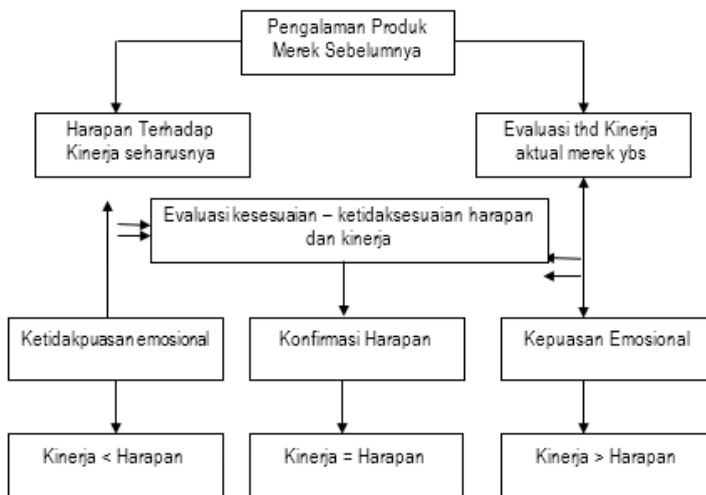 Pengalaman Produk
Merek Sebelumnya
Harapan Terhadap
Kinerja seharusnya
Evaluasi thd Kinerja
aktual merek ybs
Evaluasi kesesuaian – ketidaksesuaian harapan
dan kinerja
Ketidakpuasan emosional
Konfirmasi Harapan
Kepuasan Emosional
Kinerja < Harapan
Kinerja = Harapan
Kinerja > Harapan